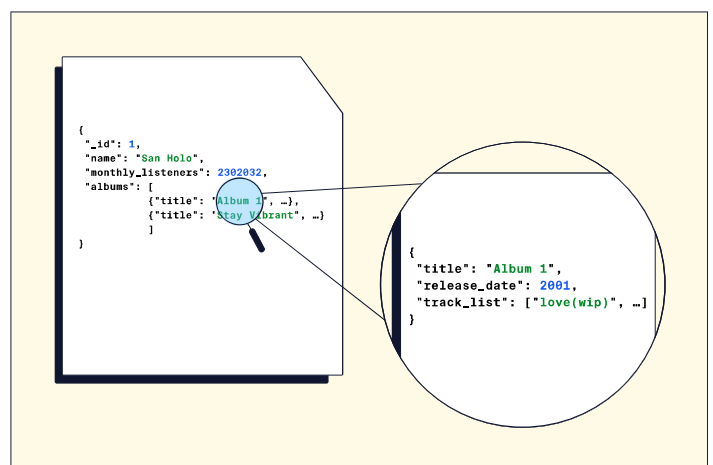 {
"_id": 1,
"name": "San Holo",
"monthly_listeners": 2302032,
"albums": [
{"title": "Album 1", …},
{"title": "Stay Vibrant", …}
]
}
{
"title": "Album 1",
"release_date": 2001,
"track_list": ["love(wip)", …]
}